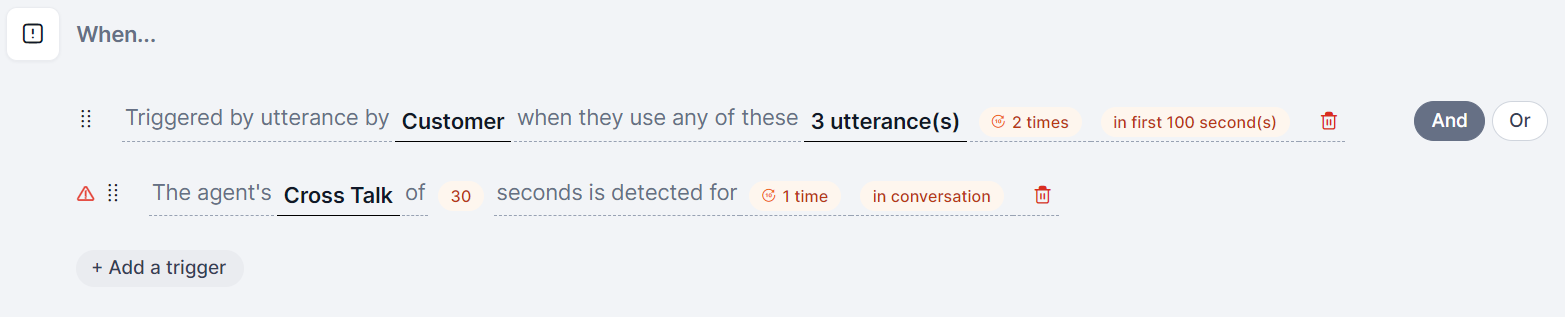 When...
Triggered by utterance by Customer when they use any of these 3 utterance(s) 2 times in first 100 second(s) And Or
The agent's Cross Talk of 30 seconds is detected for 1 time in conversation
+ Add a trigger